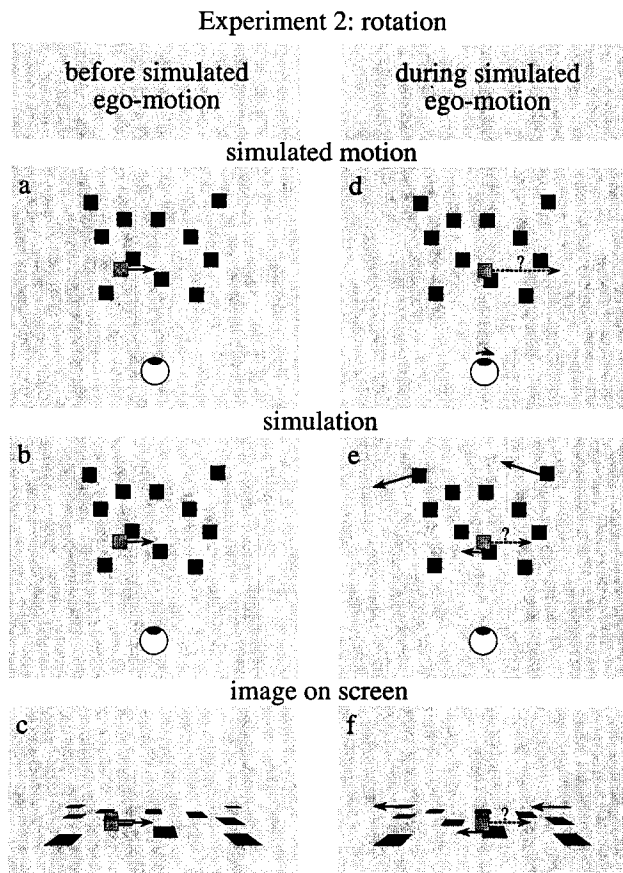 Experiment 2: rotation
before simulated
ego-motion
during simulated
ego-motion
simulated motion
a
d
?
simulation
b
e
?
image on screen
c
f
?